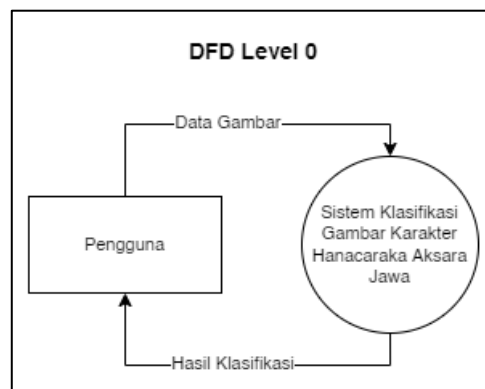 DFD Level 0
Data Gambar
Pengguna
Sistem Klasifikasi
Gambar Karakter
Hanacaraka Aksara
Jawa
Hasil Klasifikasi